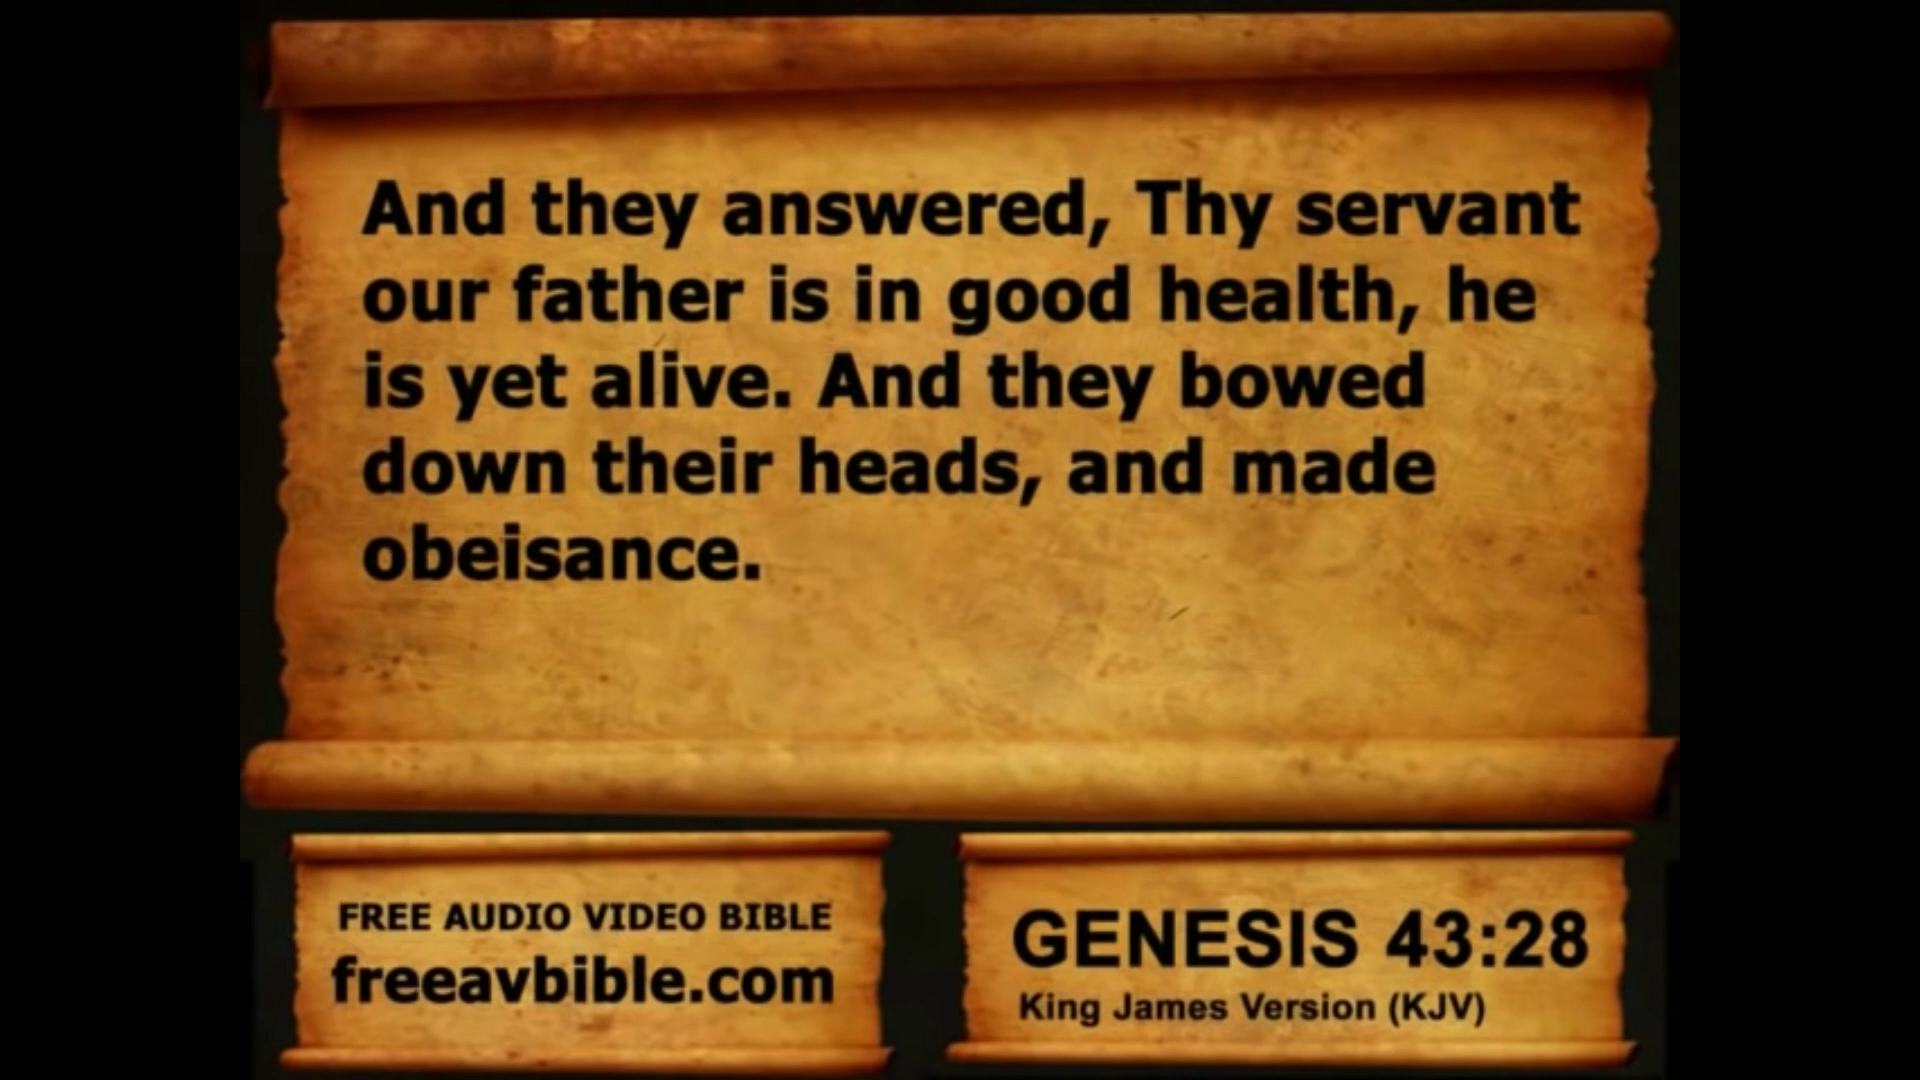 And they answered, Thy servant
our father is in good health, he
is yet alive. And they bowed
down their heads, and made
obeisance.
FREE AUDIO VIDEO BIBLE
freeavbible.com
GENESIS 43:28
King James Version (KJV)